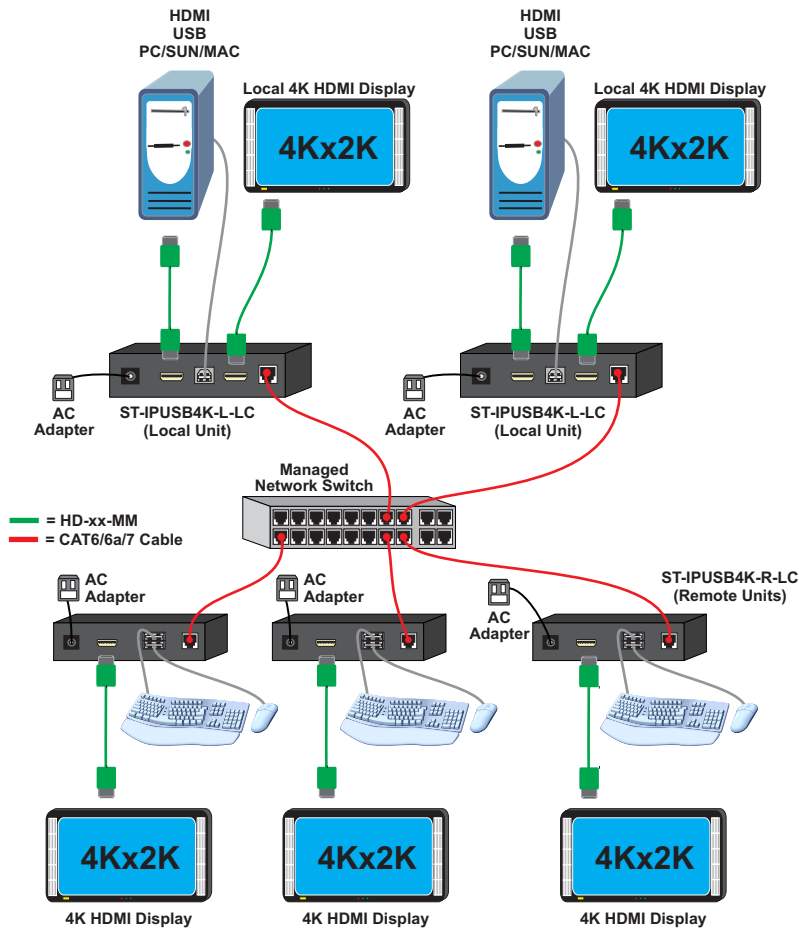 HDMI
USB
PC/SUN/MAC
HDMI
USB
PC/SUN/MAC
Local 4K HDMI Display
Local 4K HDMI Display
4Kx2K
4Kx2K
AC
Adapter
ST-IPUSB4K-L-LC
(Local Unit)
AC
Adapter
ST-IPUSB4K-L-LC
(Local Unit)
Managed
Network Switch
= HD-xx-MM
= CAT6/6a/7 Cable
AC
Adapter
AC
Adapter
AC
Adapter
ST-IPUSB4K-R-LC
(Remote Units)
4Kx2K
4Kx2K
4Kx2K
4K HDMI Display
4K HDMI Display
4K HDMI Display